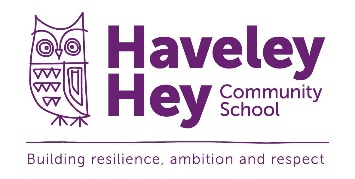 Haveley
Hey Community
School
Building resilience, ambition and respect